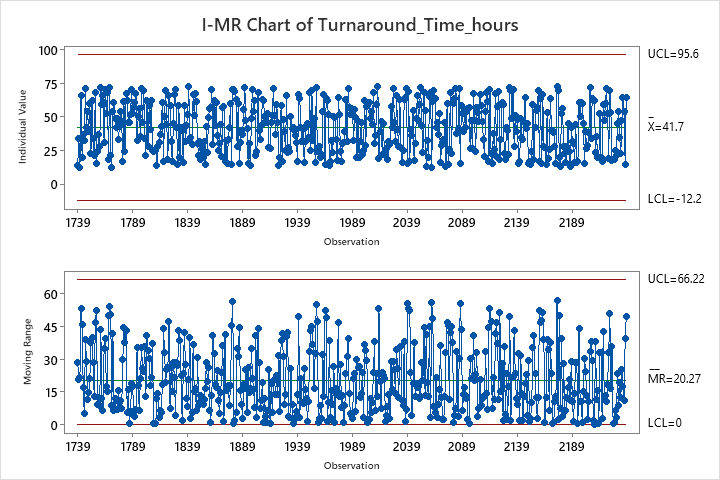 I-MR Chart of Turnaround_Time_hours
Individual Value
100
75
50
25
0
UCL=95.6
_
X=41.7
LCL=-12.2
1739 1789 1839 1889 1939 1989 2039 2089 2139 2189
Observation
Moving Range
60
45
30
15
0
UCL=66.22
__
MR=20.27
LCL=0
1739 1789 1839 1889 1939 1989 2039 2089 2139 2189
Observation